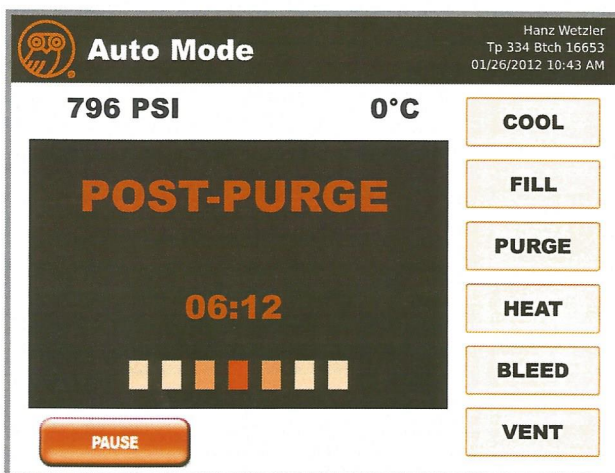 Auto Mode
Hanz Wetzler
Tp 334 Btch 16653
01/26/2012 10:43 AM
796 PSI
0°C
POST-PURGE
06:12
PAUSE
COOL
FILL
PURGE
HEAT
BLEED
VENT